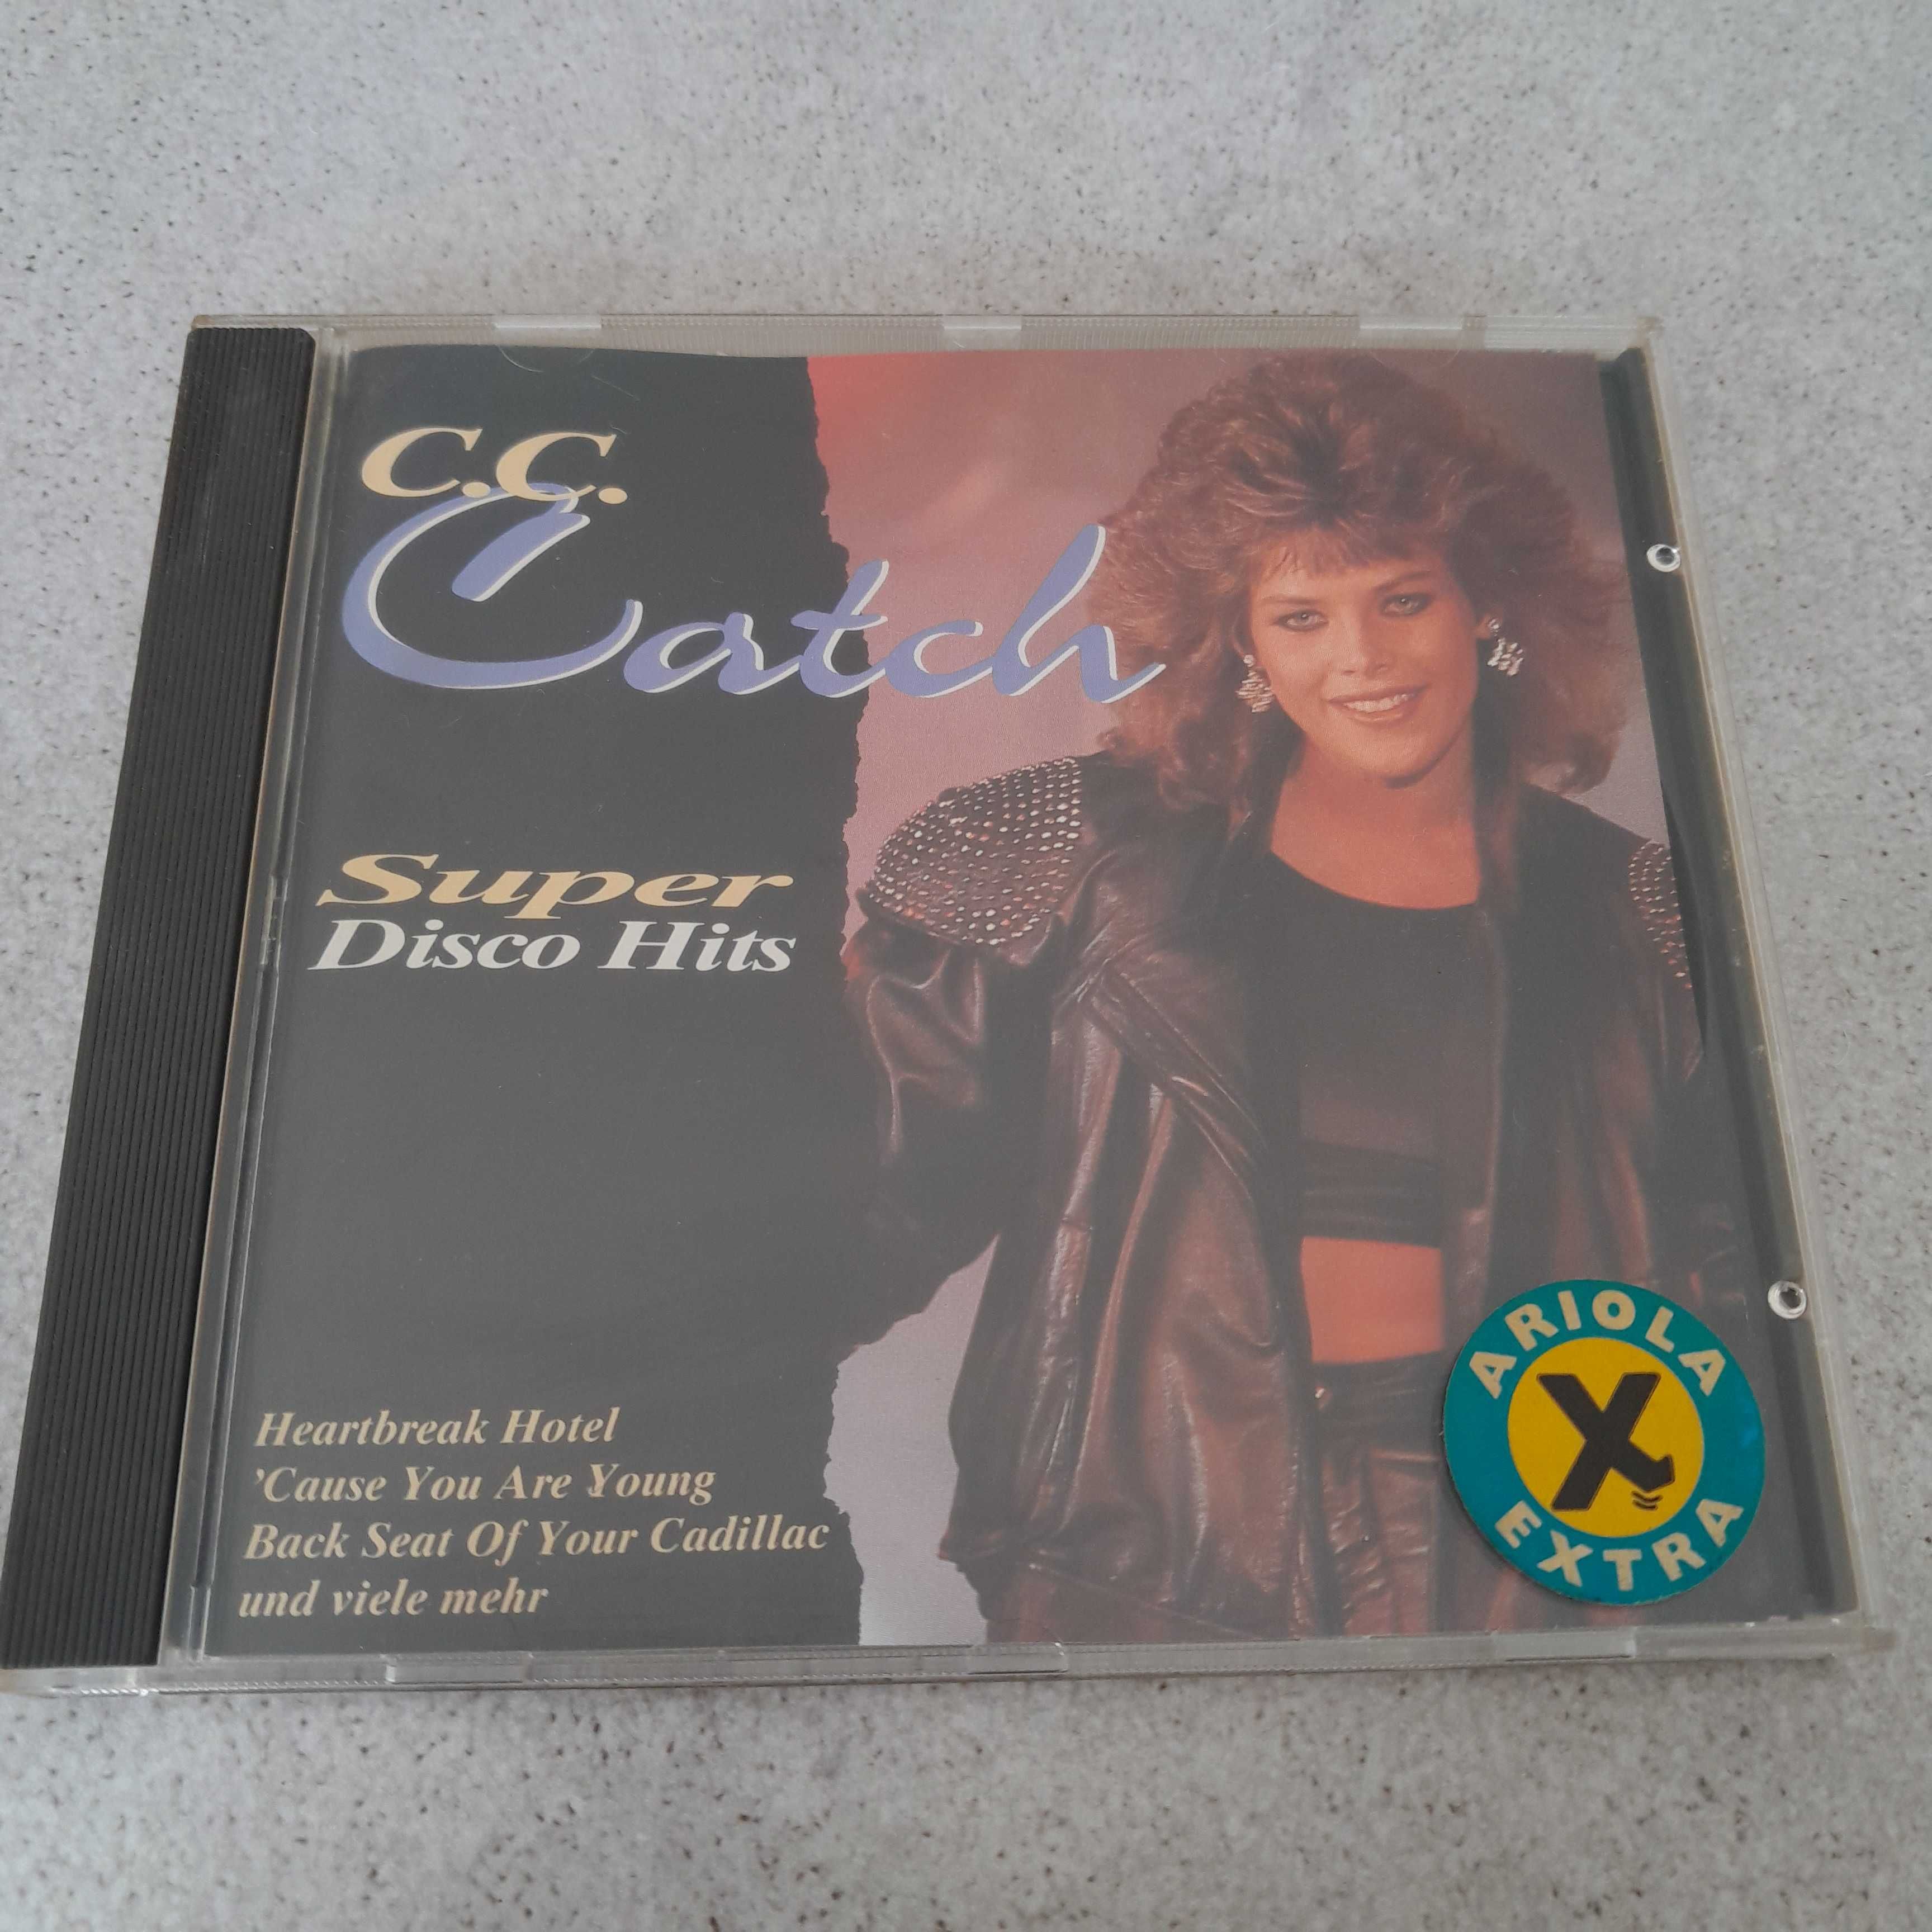 C.C.
Catch
Super
Disco Hits
Heartbreak Hotel
’Cause You Are Young
Back Seat Of Your Cadillac
und viele mehr
ARIOLA
X
EXTRA